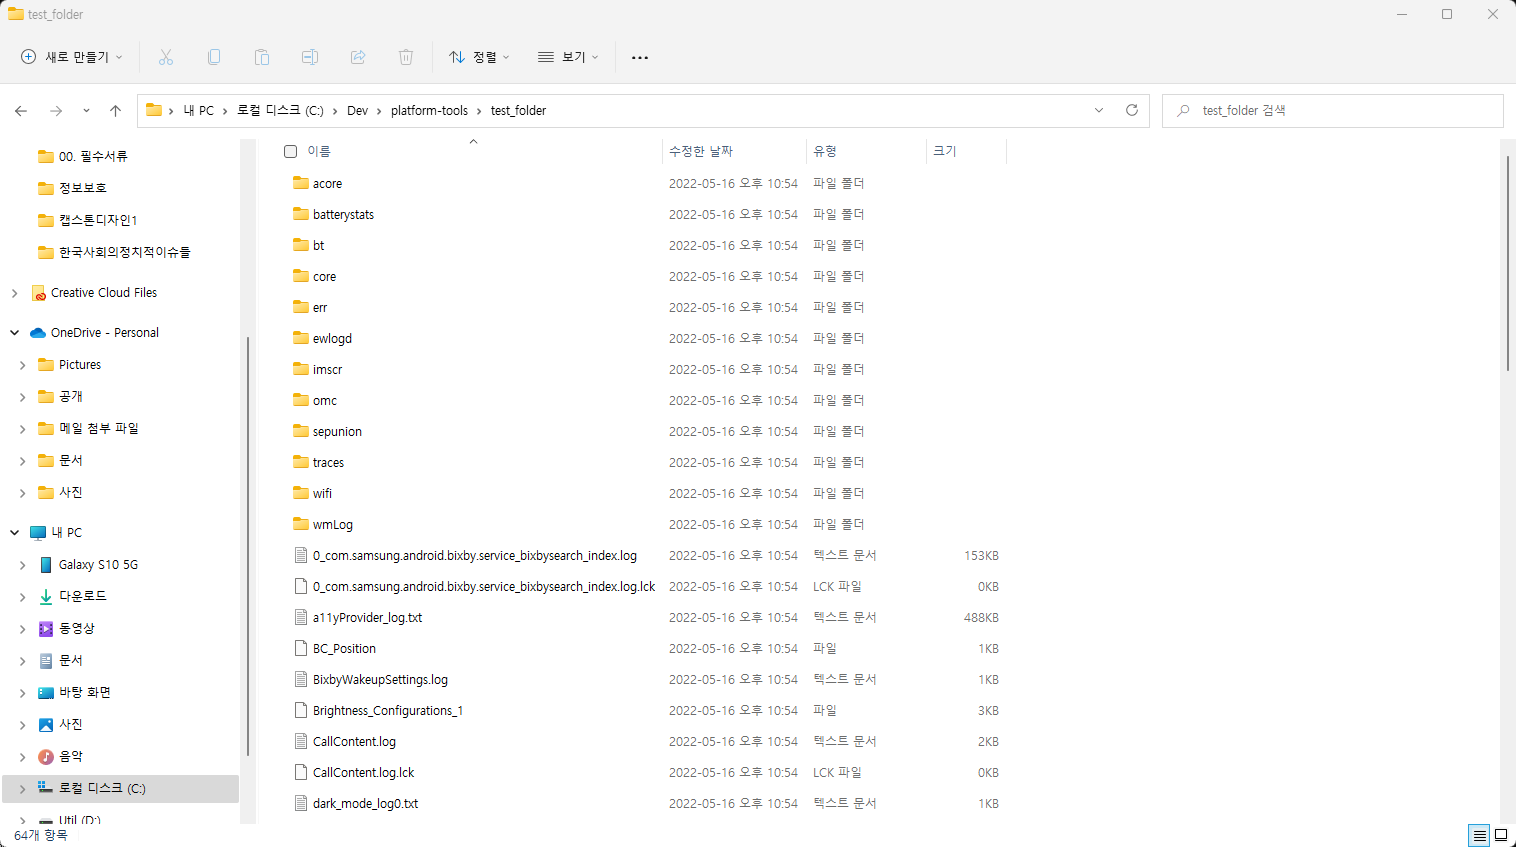 test_folder
새로 만들기
정렬
보기
내 PC > 로컬 디스크 (C:) > Dev > platform-tools > test_folder
test_folder 검색
00. 필수서류
정보보호
캡스톤디자인1
한국사회의정치적이슈들
Creative Cloud Files
OneDrive - Personal
Pictures
공개
메일 첨부 파일
문서
사진
내 PC
Galaxy S10 5G
다운로드
동영상
문서
바탕 화면
사진
음악
로컬 디스크 (C:)
Util (D:)
이름 수정한 날짜 유형 크기
acore 2022-05-16 오후 10:54 파일 폴더
batterystats 2022-05-16 오후 10:54 파일 폴더
bt 2022-05-16 오후 10:54 파일 폴더
core 2022-05-16 오후 10:54 파일 폴더
err 2022-05-16 오후 10:54 파일 폴더
ewlogd 2022-05-16 오후 10:54 파일 폴더
imscr 2022-05-16 오후 10:54 파일 폴더
omc 2022-05-16 오후 10:54 파일 폴더
sepunion 2022-05-16 오후 10:54 파일 폴더
traces 2022-05-16 오후 10:54 파일 폴더
wifi 2022-05-16 오후 10:54 파일 폴더
wmLog 2022-05-16 오후 10:54 파일 폴더
0_com.samsung.android.bixby.service_bixbysearch_index.log 2022-05-16 오후 10:54 텍스트 문서 153KB
0_com.samsung.android.bixby.service_bixbysearch_index.log.lck 2022-05-16 오후 10:54 LCK 파일 0KB
a11yProvider_log.txt 2022-05-16 오후 10:54 텍스트 문서 488KB
BC_Position 2022-05-16 오후 10:54 파일 1KB
BixbyWakeupSettings.log 2022-05-16 오후 10:54 텍스트 문서 1KB
Brightness_Configurations_1 2022-05-16 오후 10:54 파일 3KB
CallContent.log 2022-05-16 오후 10:54 텍스트 문서 2KB
CallContent.log.lck 2022-05-16 오후 10:54 LCK 파일 0KB
dark_mode_log0.txt 2022-05-16 오후 10:54 텍스트 문서 1KB
64개 항목